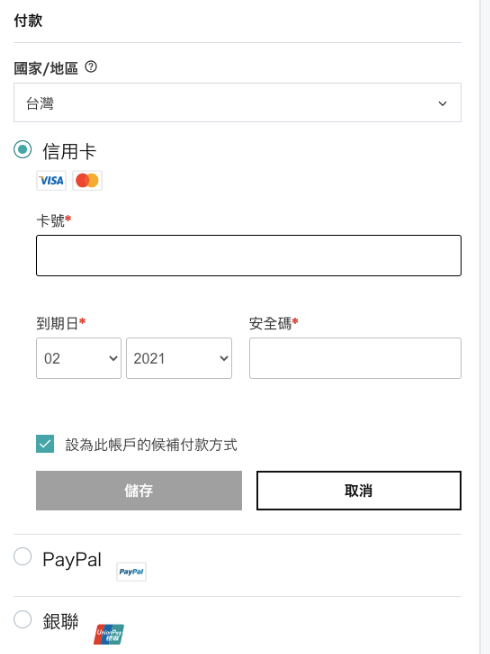 付款
國家/地區 ?
台灣
信用卡
VISA
卡號*
到期日* 安全碼*
02 2021
設為此帳戶的候補付款方式
儲存 取消
PayPal PayPal
銀聯 UnionPay 银联